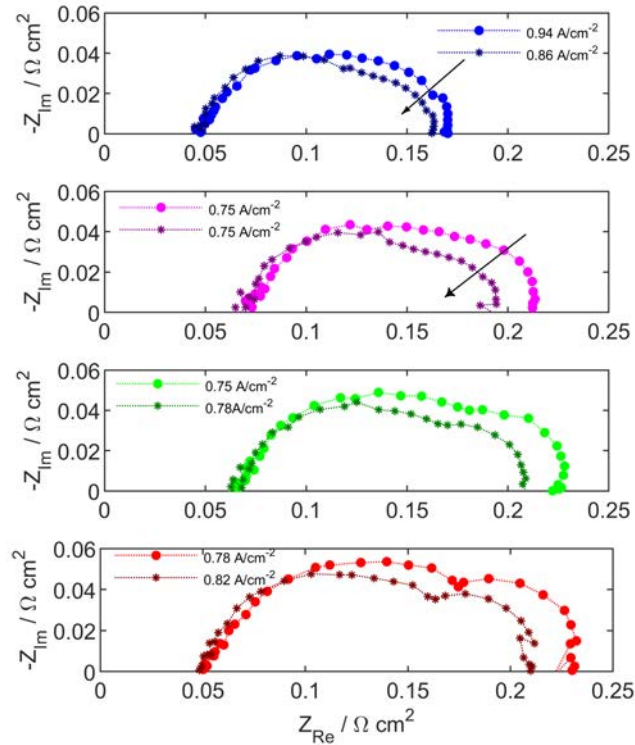 0.06
0.04
0.02
0
-Z_Im / Ω cm²
0.94 A/cm⁻²
0.86 A/cm⁻²
0 0.05 0.1 0.15 0.2 0.25
0.06
0.04
0.02
0
-Z_Im / Ω cm²
0.75 A/cm⁻²
0.75 A/cm⁻²
0 0.05 0.1 0.15 0.2 0.25
0.06
0.04
0.02
0
-Z_Im / Ω cm²
0.75 A/cm⁻²
0.78A/cm⁻²
0 0.05 0.1 0.15 0.2 0.25
0.06
0.04
0.02
0
-Z_Im / Ω cm²
0.78 A/cm⁻²
0.82 A/cm⁻²
0 0.05 0.1 0.15 0.2 0.25
Z_Re / Ω cm²